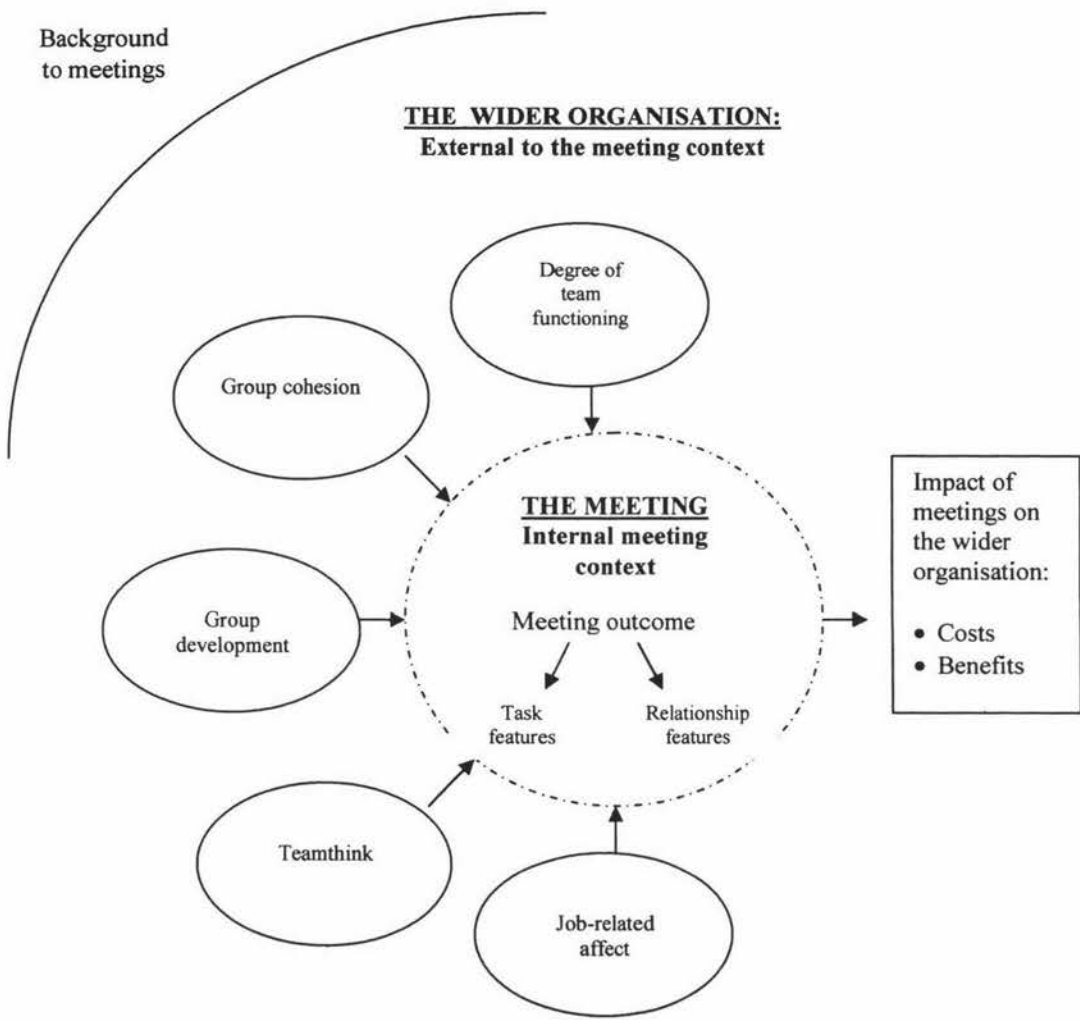 Background
to meetings
THE WIDER ORGANISATION:
External to the meeting context
Degree of
team
functioning
Group cohesion
THE MEETING
Internal meeting
context
Meeting outcome
Task
features
Relationship
features
Group
development
Teamthink
Job-related
affect
Impact of
meetings on
the wider
organisation:
• Costs
• Benefits